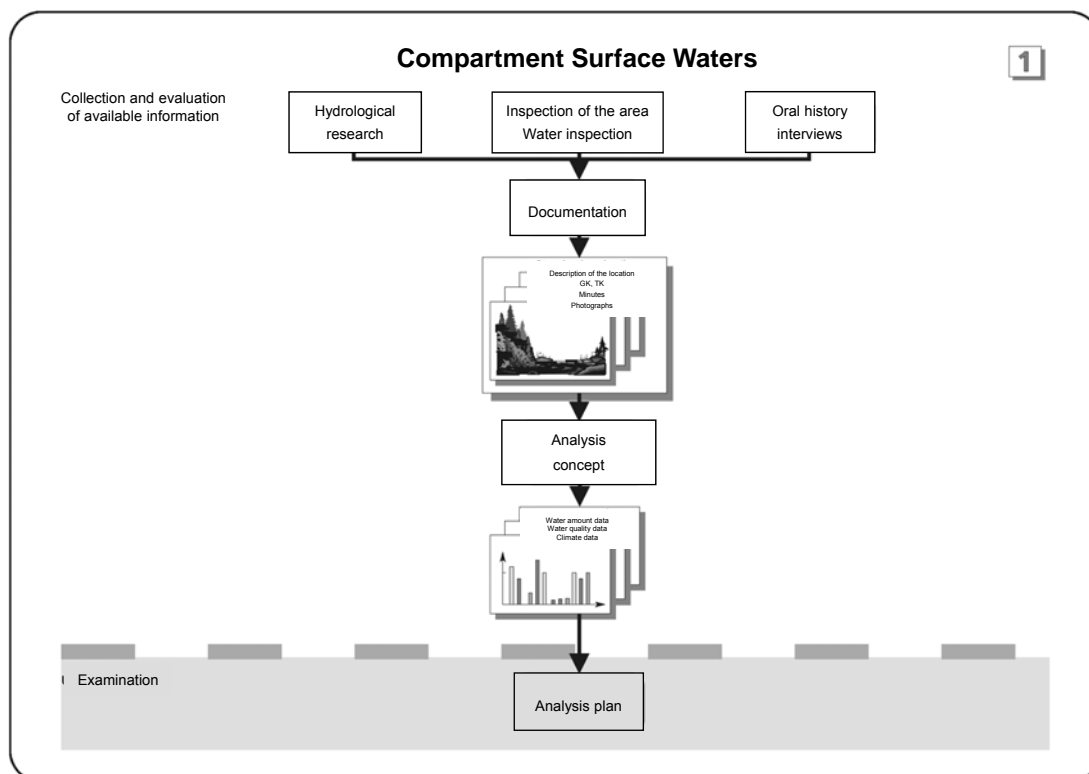 Compartment Surface Waters
1
Collection and evaluation
of available information
Hydrological
research
Inspection of the area
Water inspection
Oral history
interviews
Documentation
Description of the location
GK, TK
Minutes
Photographs
Analysis
concept
Water amount data
Water quality data
Climate data
Examination
Analysis plan